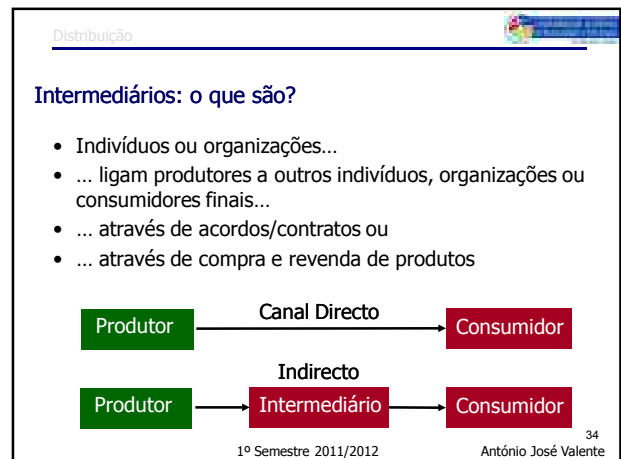 Distribuição
Intermediários: o que são?
• Indivíduos ou organizações…
• … ligam produtores a outros indivíduos, organizações ou
consumidores finais…
• … através de acordos/contratos ou
• … através de compra e revenda de produtos
Canal Directo
Produtor
Consumidor
Indirecto
Produtor
Intermediário
Consumidor
34
1º Semestre 2011/2012
António José Valente